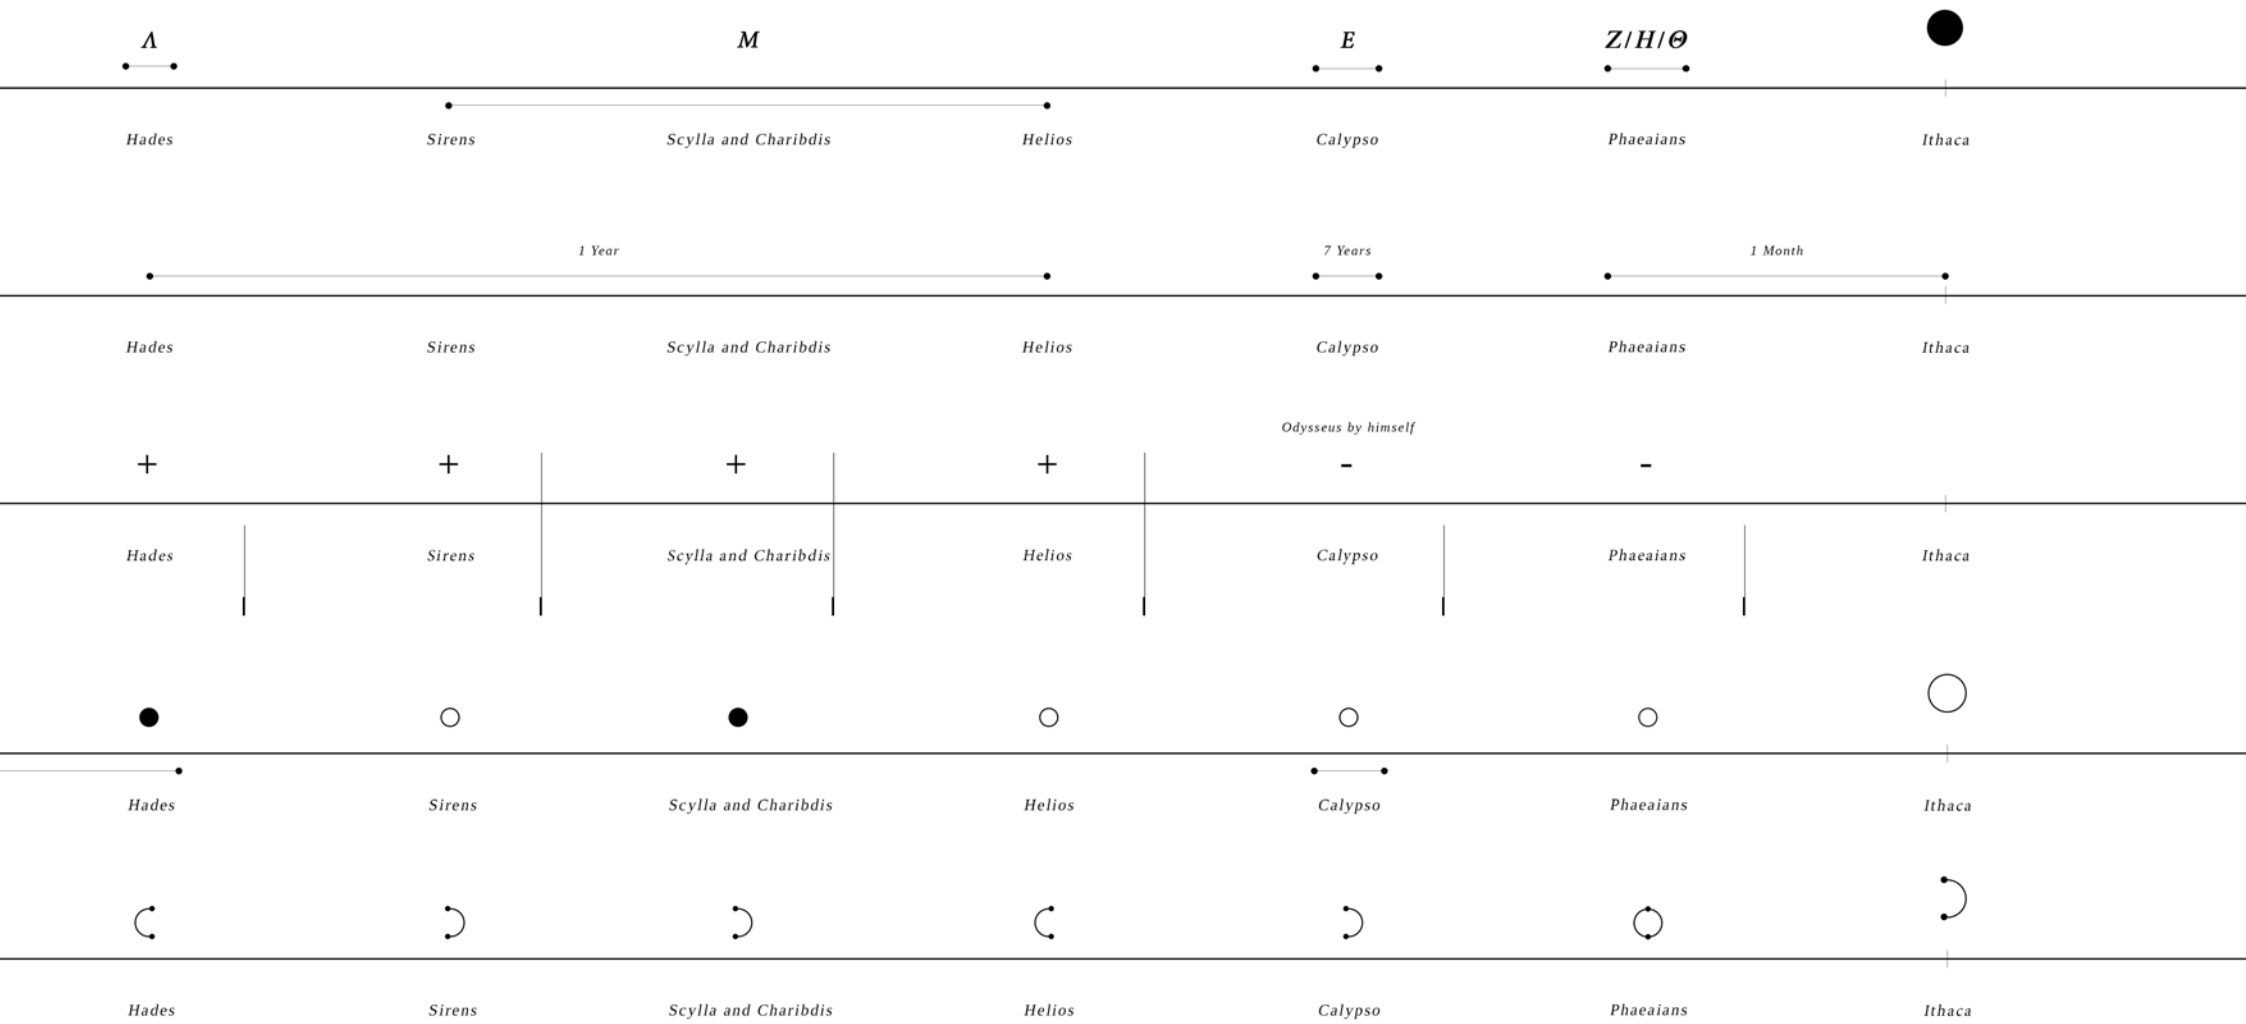 Λ M E Z/H/Θ
Hades Sirens Scylla and Charibdis Helios Calypso Phaeaians Ithaca
1 Year 7 Years 1 Month
Hades Sirens Scylla and Charibdis Helios Calypso Phaeaians Ithaca
Odysseus by himself
+ + + + - -
Hades Sirens Scylla and Charibdis Helios Calypso Phaeaians Ithaca
Hades Sirens Scylla and Charibdis Helios Calypso Phaeaians Ithaca
Hades Sirens Scylla and Charibdis Helios Calypso Phaeaians Ithaca